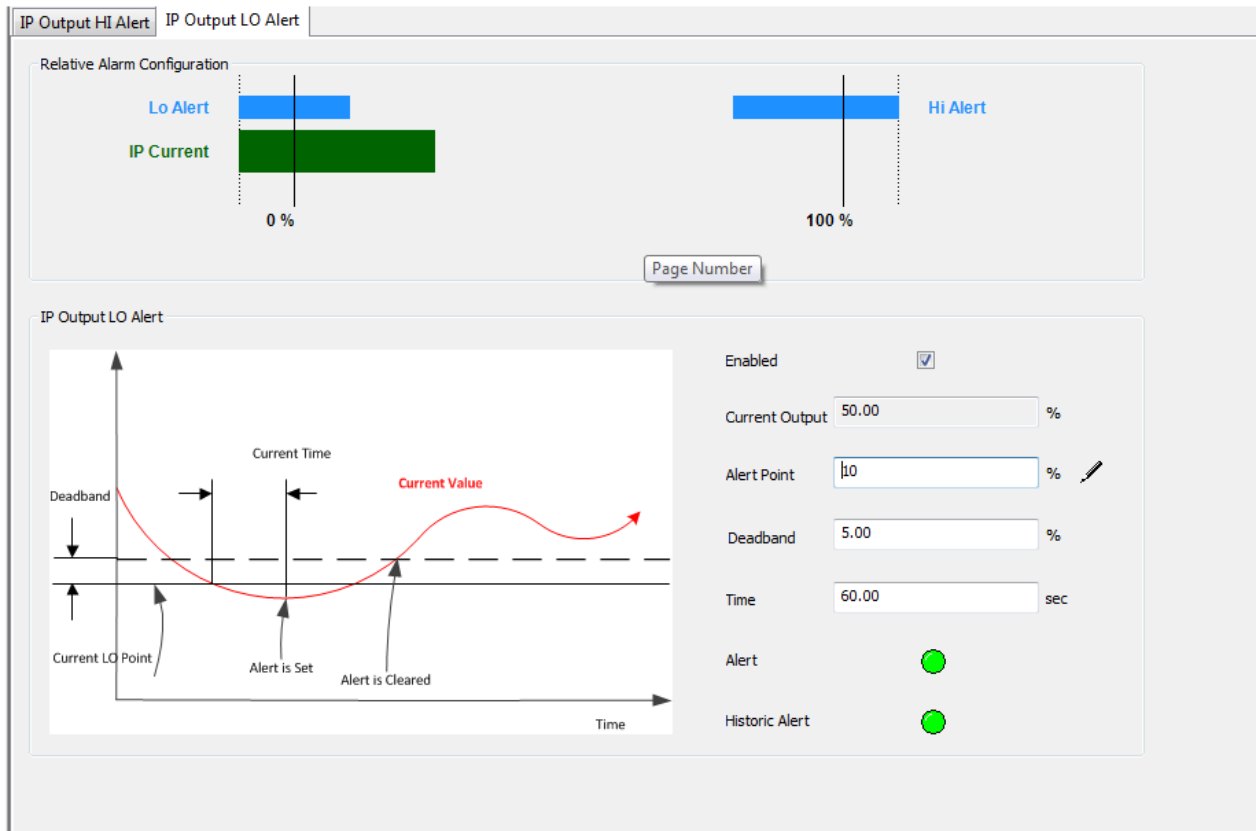 IP Output HI Alert
IP Output LO Alert
Relative Alarm Configuration
Lo Alert
Hi Alert
IP Current
0 %
100 %
Page Number
IP Output LO Alert
Enabled
Current Output 50.00 %
Alert Point 10 %
Deadband 5.00 %
Time 60.00 sec
Alert
Historic Alert
Current Time
Deadband
Current Value
Current LO Point
Alert is Set
Alert is Cleared
Time